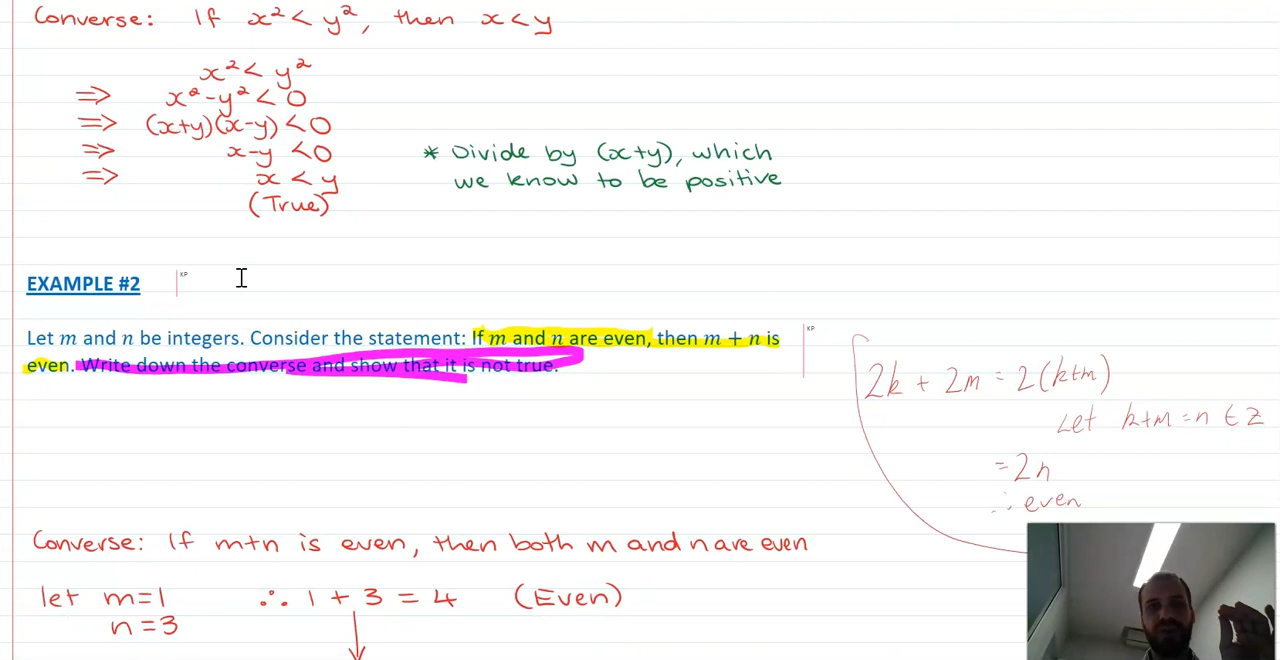 Converse: If x² < y², then x < y
x² < y²
⇒ x² - y² < 0
⇒ (x+y)(x-y) < 0
⇒ x-y < 0 * Divide by (x+y), which
⇒ x < y we know to be positive
(True)
EXAMPLE #2 KP
Let m and n be integers. Consider the statement: If m and n are even, then m + n is KP
even. Write down the converse and show that it is not true.
2k + 2m = 2(k+m)
Let k+m = n ∈ Z
= 2n
∴ even
Converse: If m+n is even, then both m and n are even
let m=1 ∴ 1 + 3 = 4 (Even)
n=3